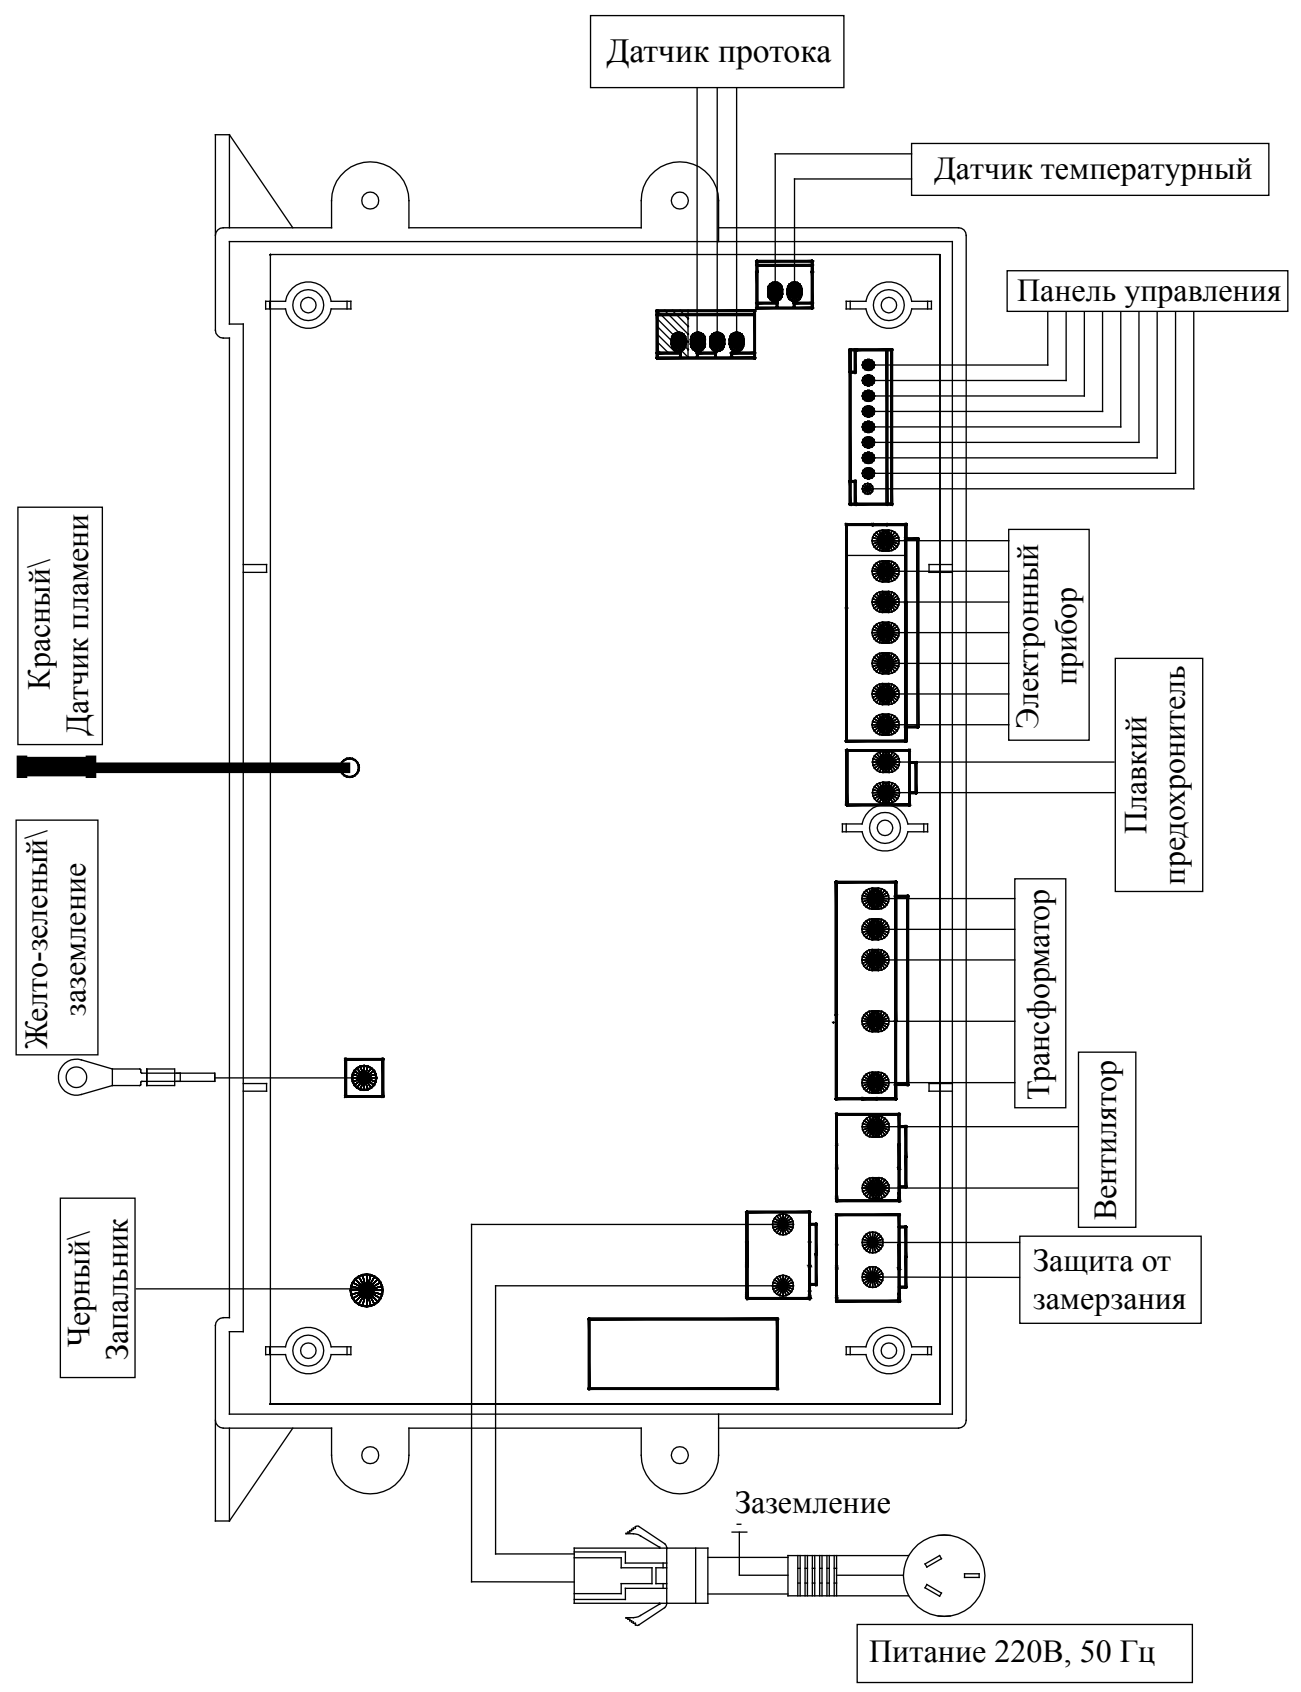 Датчик протока
Датчик температурный
Панель управления
Красный\
Датчик пламени
Электронный
прибор
Плавкий
предохронитель
Желто-зеленый\
заземление
Трансформатор
Вентилятор
Черный\
Запальник
Защита от
замерзания
Заземление
Питание 220В, 50 Гц